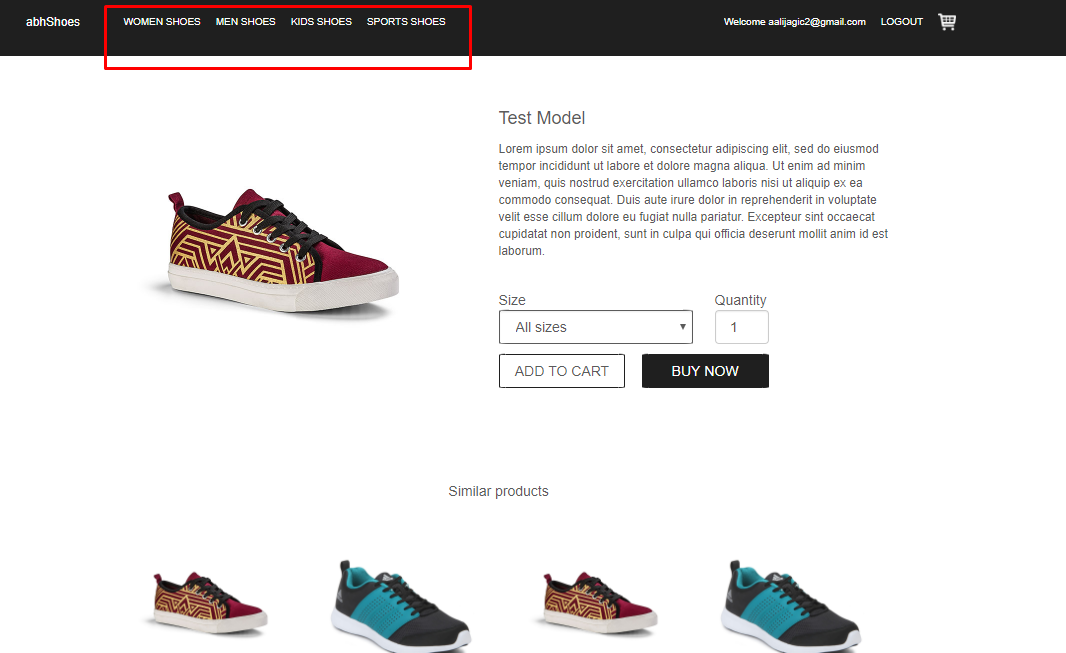 abhShoes WOMEN SHOES MEN SHOES KIDS SHOES SPORTS SHOES Welcome aalijagic2@gmail.com LOGOUT
Test Model
Lorem ipsum dolor sit amet, consectetur adipiscing elit, sed do eiusmod
tempor incididunt ut labore et dolore magna aliqua. Ut enim ad minim
veniam, quis nostrud exercitation ullamco laboris nisi ut aliquip ex ea
commodo consequat. Duis aute irure dolor in reprehenderit in voluptate
velit esse cillum dolore eu fugiat nulla pariatur. Excepteur sint occaecat
cupidatat non proident, sunt in culpa qui officia deserunt mollit anim id est
laborum.
Size Quantity
All sizes 1
ADD TO CART BUY NOW
Similar products